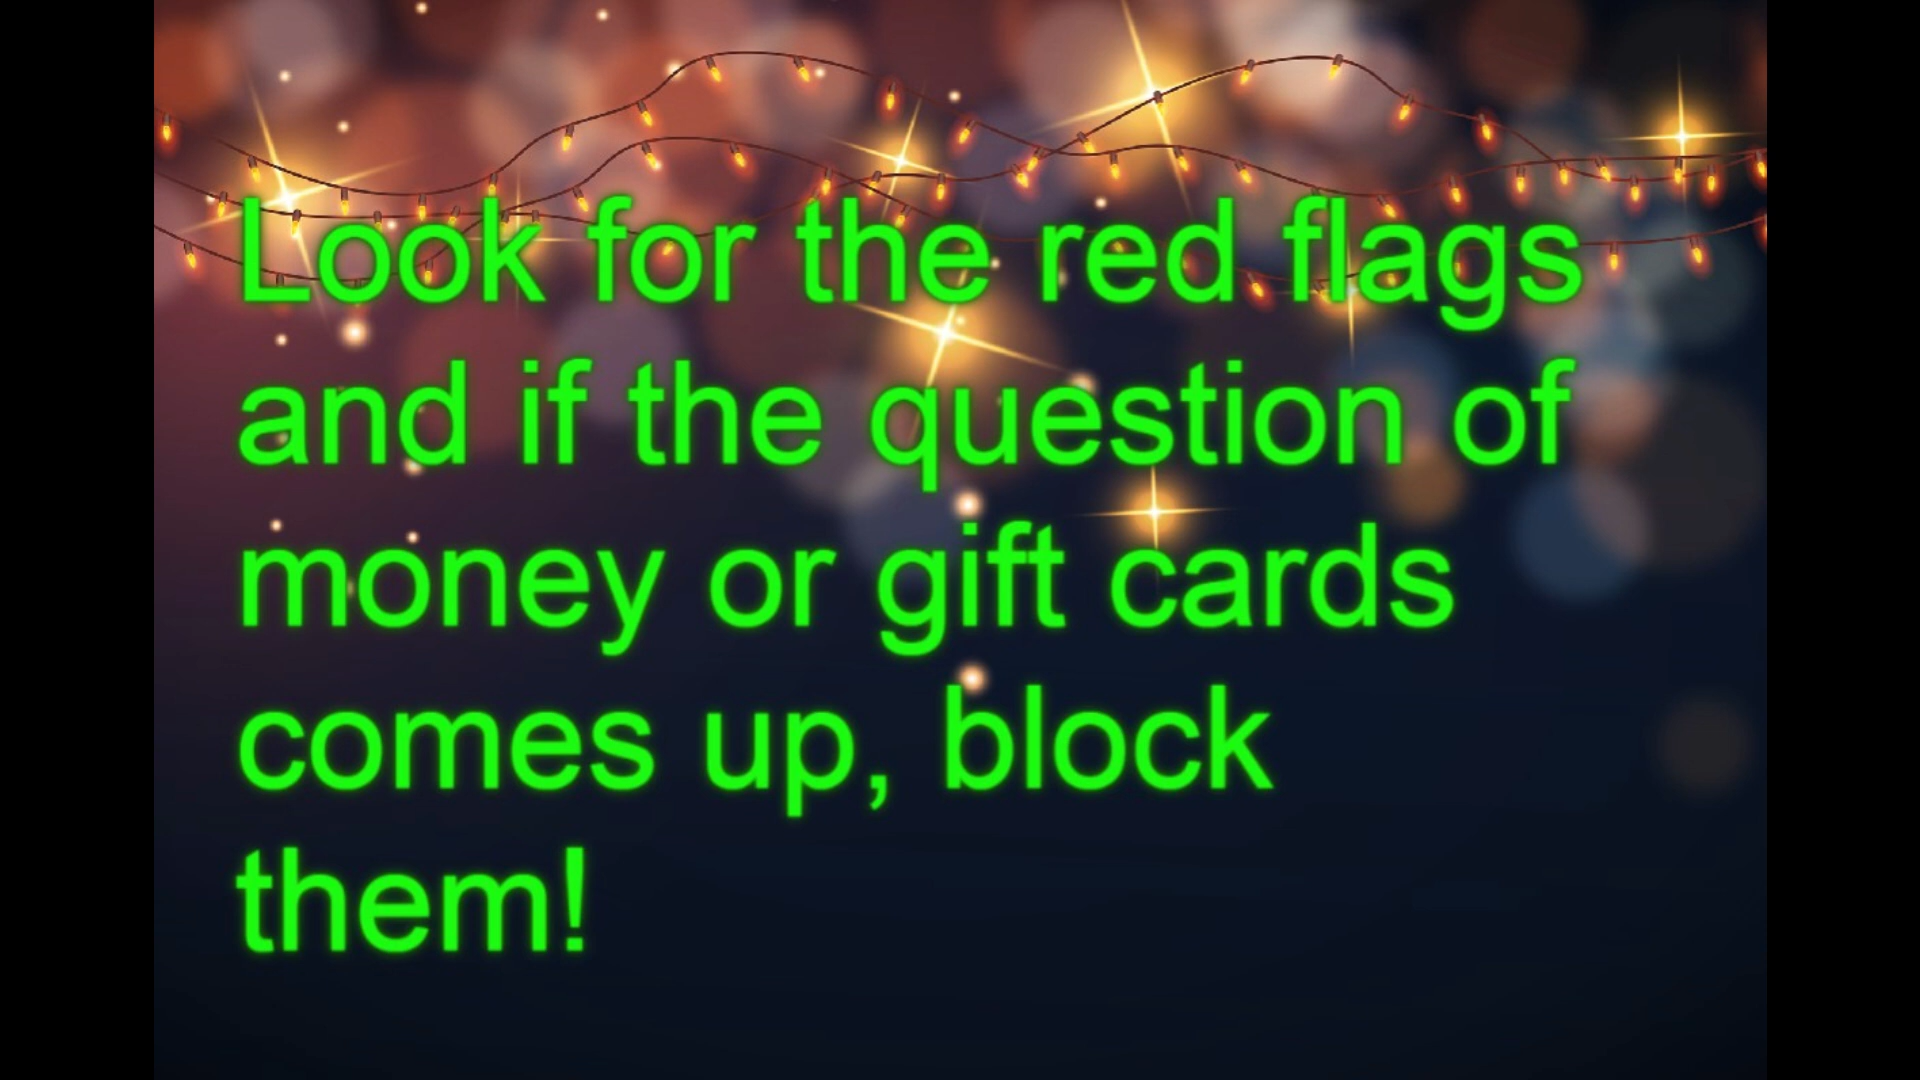 Look for the red flags
and if the question of
money or gift cards
comes up, block
them!